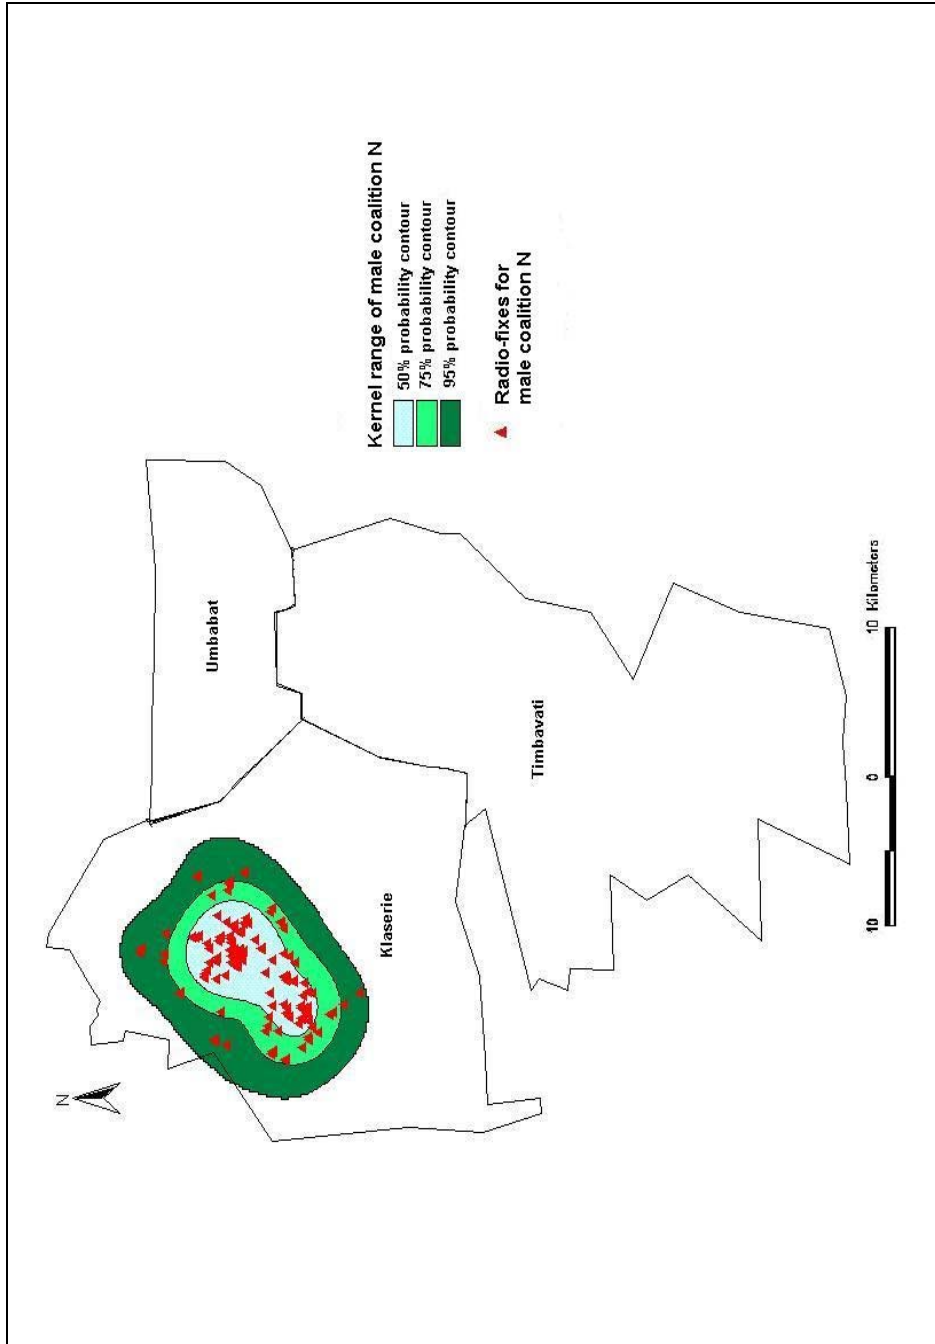 N
Umbabat
Klaserie
Timbavati
Kernel range of male coalition N
50% probability contour
75% probability contour
95% probability contour
Radio-fixes for
male coalition N
10 0 10 Kilometers